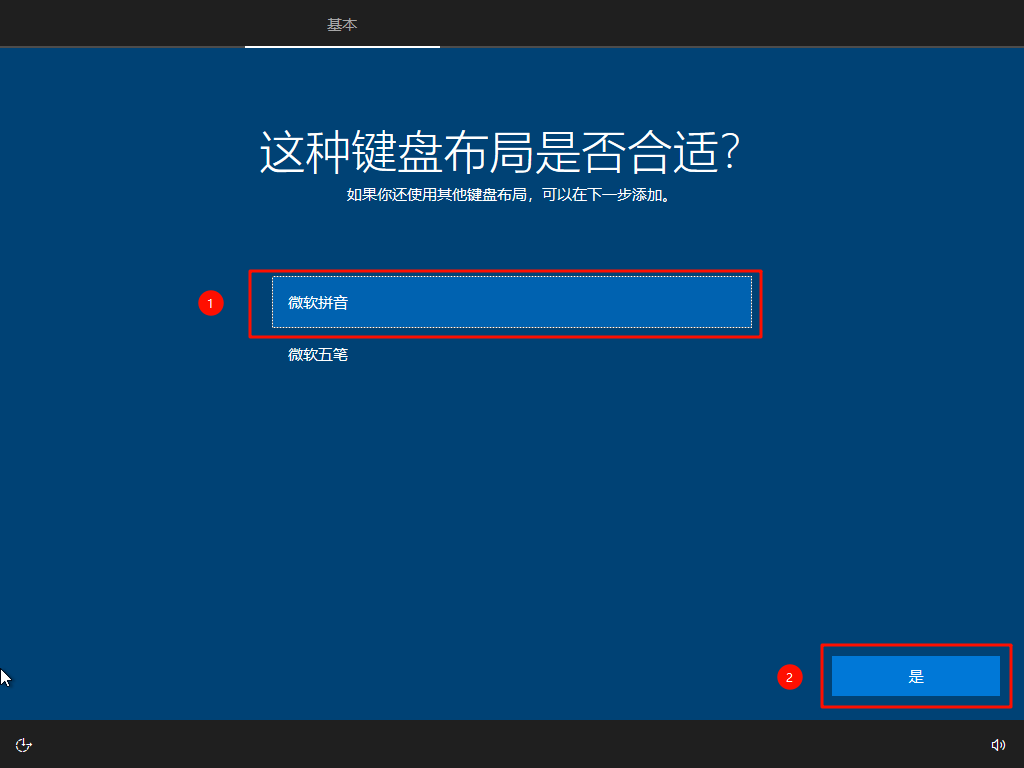 基本
这种键盘布局是否合适?
如果你还使用其他键盘布局，可以在下一步添加。
1
微软拼音
微软五笔
2
是